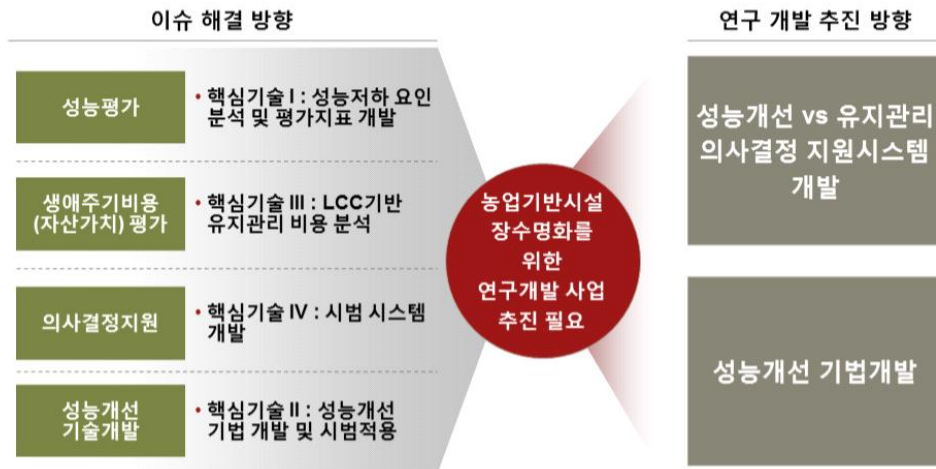 이슈 해결 방향
성능평가
• 핵심기술 I : 성능저하 요인
분석 및 평가지표 개발
생애주기비용
(자산가치) 평가
• 핵심기술 III : LCC기반
유지관리 비용 분석
의사결정지원
• 핵심기술 IV : 시범 시스템
개발
성능개선
기술개발
• 핵심기술 II : 성능개선
기법 개발 및 시범적용
농업기반시설
장수명화를
위한
연구개발 사업
추진 필요
연구 개발 추진 방향
성능개선 vs 유지관리
의사결정 지원시스템
개발
성능개선 기법개발